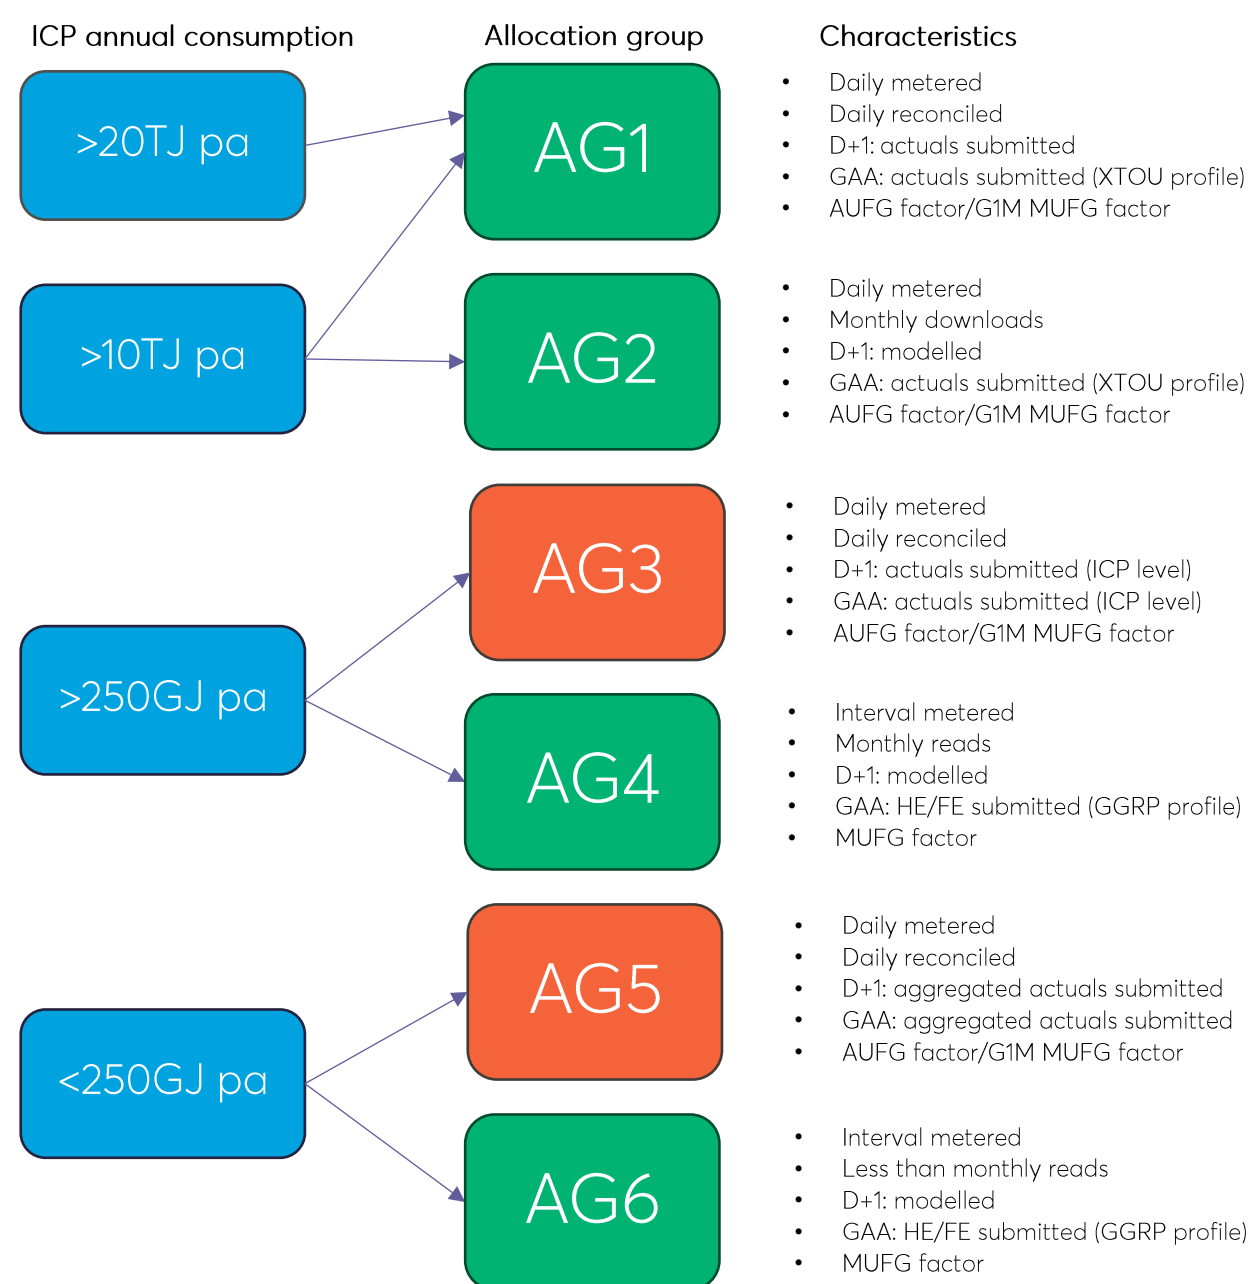 ICP annual consumption
Allocation group
Characteristics
>20TJ pa
AG1
• Daily metered
• Daily reconciled
• D+1: actuals submitted
• GAA: actuals submitted (XTOU profile)
• AUFG factor/G1M MUFG factor
>10TJ pa
AG2
• Daily metered
• Monthly downloads
• D+1: modelled
• GAA: actuals submitted (XTOU profile)
• AUFG factor/G1M MUFG factor
>250GJ pa
AG3
• Daily metered
• Daily reconciled
• D+1: actuals submitted (ICP level)
• GAA: actuals submitted (ICP level)
• AUFG factor/G1M MUFG factor
AG4
• Interval metered
• Monthly reads
• D+1: modelled
• GAA: HE/FE submitted (GGRP profile)
• MUFG factor
<250GJ pa
AG5
• Daily metered
• Daily reconciled
• D+1: aggregated actuals submitted
• GAA: aggregated actuals submitted
• AUFG factor/G1M MUFG factor
AG6
• Interval metered
• Less than monthly reads
• D+1: modelled
• GAA: HE/FE submitted (GGRP profile)
• MUFG factor